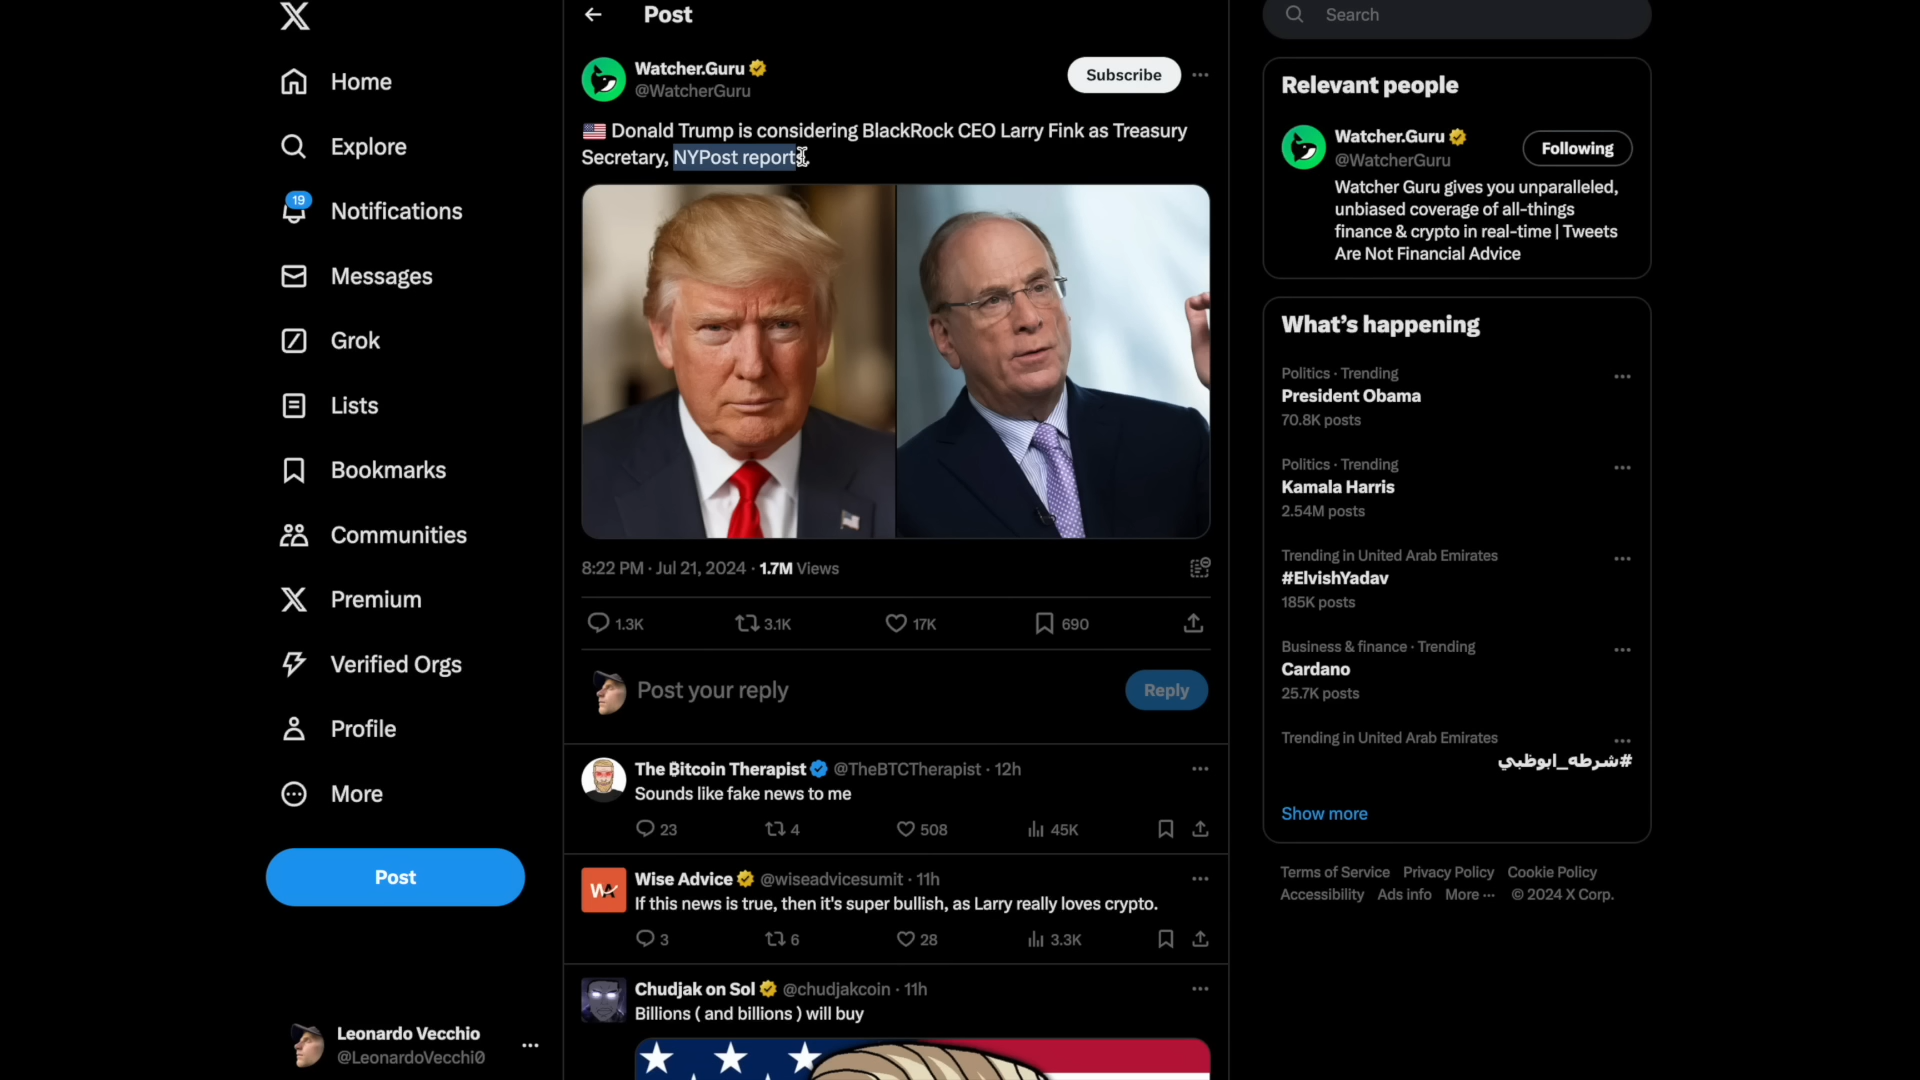 Home
Explore
19
Notifications
Messages
Grok
Lists
Bookmarks
Communities
Premium
Verified Orgs
Profile
More
Post
Leonardo Vecchio
@LeonardoVecchi0
Post
Watcher.Guru
@WatcherGuru
Subscribe
Donald Trump is considering BlackRock CEO Larry Fink as Treasury
Secretary, NYPost reports.
8:22 PM · Jul 21, 2024 · 1.7M Views
1.3K 3.1K 17K 690
Post your reply
Reply
The ₿itcoin Therapist @TheBTCTherapist · 12h
Sounds like fake news to me
23 4 508 45K
WA
Wise Advice @wiseadvicesumit · 11h
If this news is true, then it's super bullish, as Larry really loves crypto.
3 6 28 3.3K
Chudjak on Sol @chudjakcoin · 11h
Billions ( and billions ) will buy
Search
Relevant people
Watcher.Guru
@WatcherGuru
Following
Watcher Guru gives you unparalleled,
unbiased coverage of all-things
finance & crypto in real-time | Tweets
Are Not Financial Advice
What's happening
Politics · Trending
President Obama
70.8K posts
Politics · Trending
Kamala Harris
2.54M posts
Trending in United Arab Emirates
#ElvishYadav
185K posts
Business & finance · Trending
Cardano
25.7K posts
Trending in United Arab Emirates
#شرطه_ابوظبي
Show more
Terms of Service Privacy Policy Cookie Policy
Accessibility Ads info More ··· © 2024 X Corp.